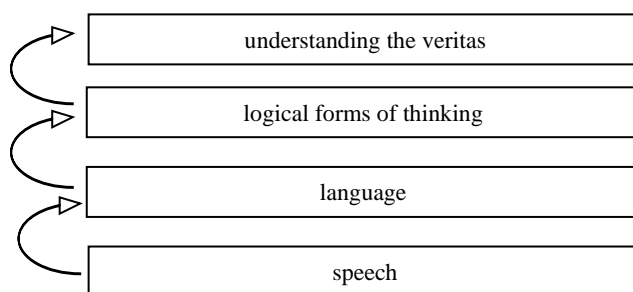 understanding the veritas
logical forms of thinking
language
speech